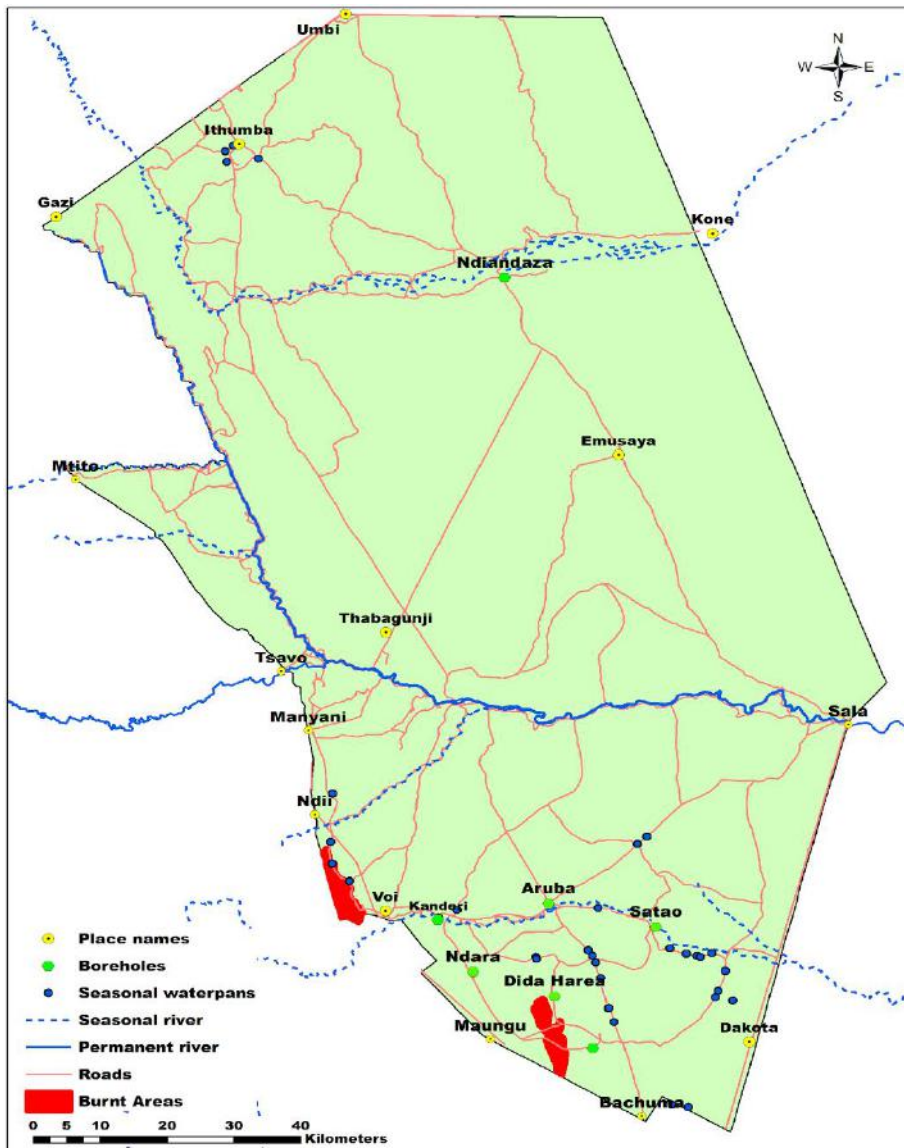 Umbi
N
W E
S
Ithumba
Gazi
Kone
Ndiandaza
Emusaya
Mtito
Thabagunji
Tsavo
Manyani
Sala
Ndii
Voi
Kanderi
Aruba
Satao
Ndara
Dida Harea
Maungu
Dakota
Bachuma
Place names
Boreholes
Seasonal waterpans
Seasonal river
Permanent river
Roads
Burnt Areas
0 5 10 20 30 40
Kilometers